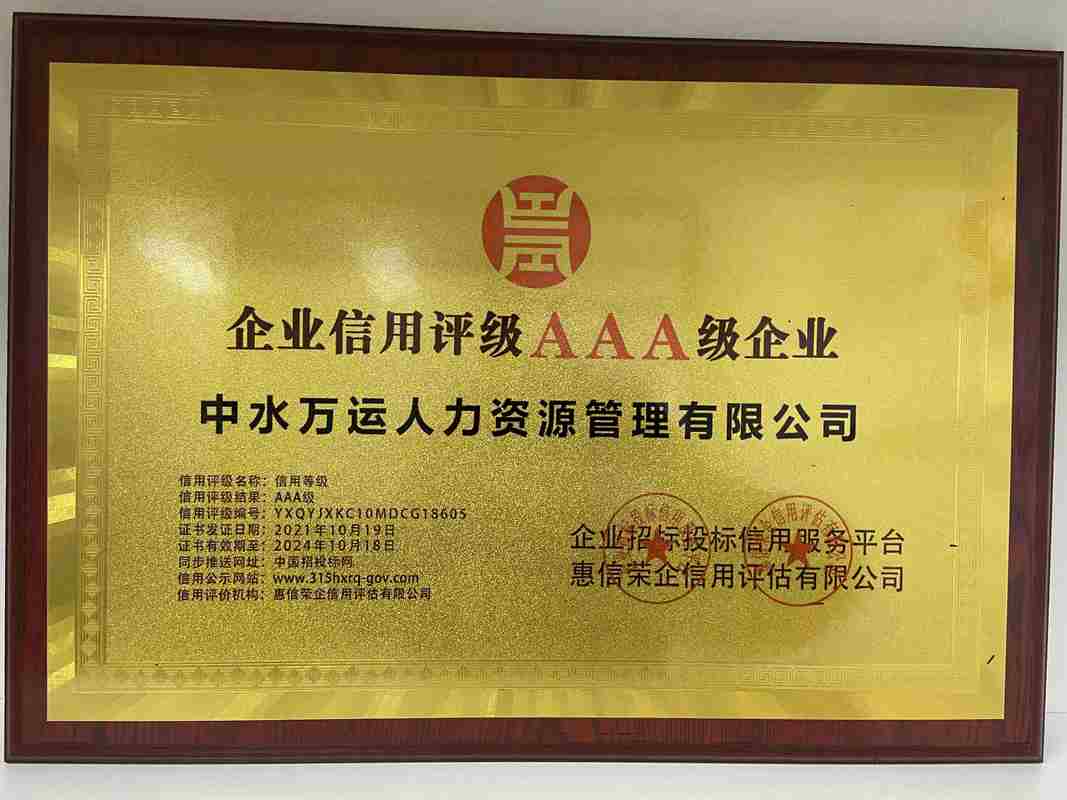 企业信用评级AAA级企业
中水万运人力资源管理有限公司
信用评级名称：信用等级
信用评级结果：AAA级
信用评级编号：YXQYJXKC10MDCG18605
证书发证日期：2021年10月19日
证书有效期至：2024年10月18日
同步推送网址：中国招投标网
信用公示网站：www.315hxrq-gov.com
信用评价机构：惠信荣企信用评估有限公司
企业招标投标信用服务平台
惠信荣企信用评估有限公司